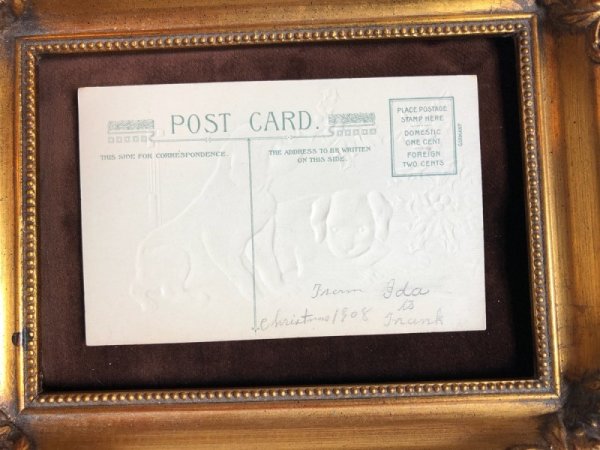 POST CARD.
THIS SIDE FOR CORRESPONDENCE.
THE ADDRESS TO BE WRITTEN
ON THIS SIDE.
PLACE POSTAGE
STAMP HERE
DOMESTIC
ONE CENT
FOREIGN
TWO CENTS
GERMANY
From Ida
to
Christmas 1908 Frank